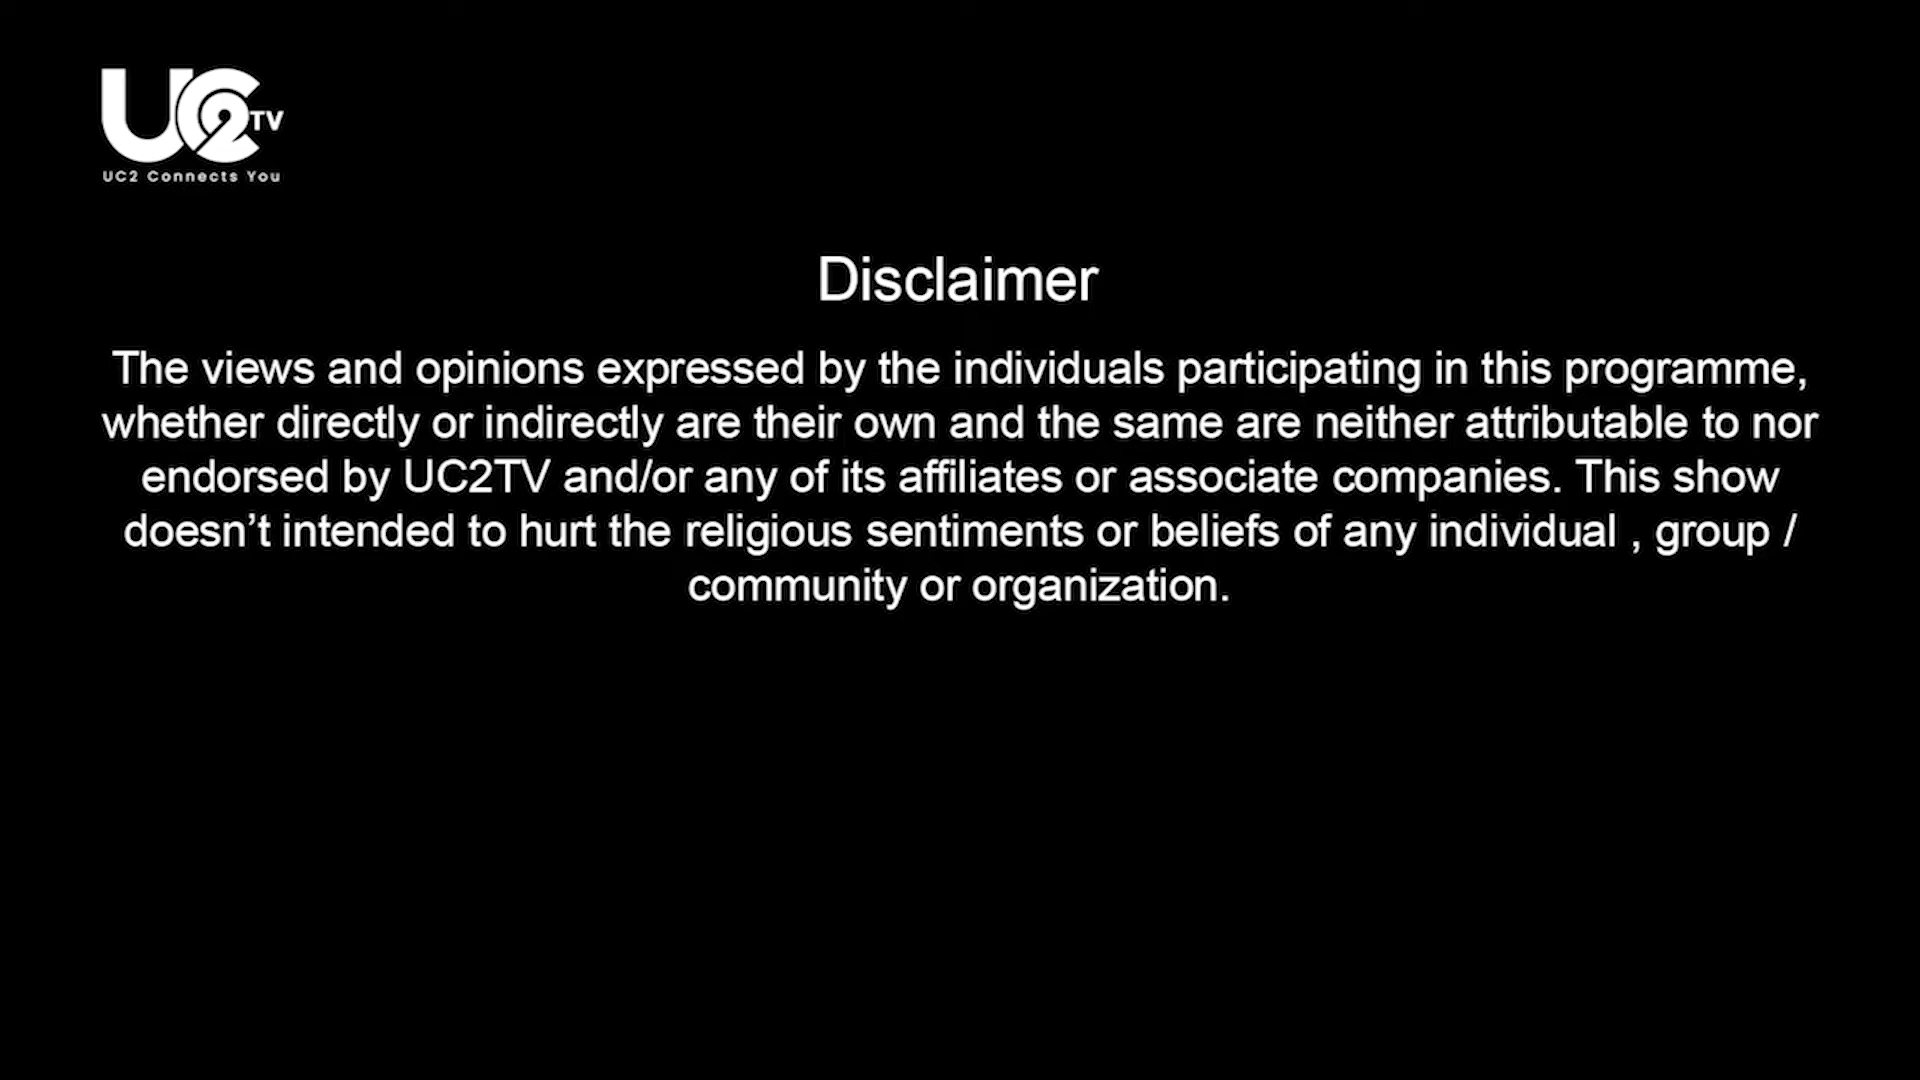 UC2TV
UC2 Connects You
Disclaimer
The views and opinions expressed by the individuals participating in this programme,
whether directly or indirectly are their own and the same are neither attributable to nor
endorsed by UC2TV and/or any of its affiliates or associate companies. This show
doesn’t intended to hurt the religious sentiments or beliefs of any individual , group /
community or organization.